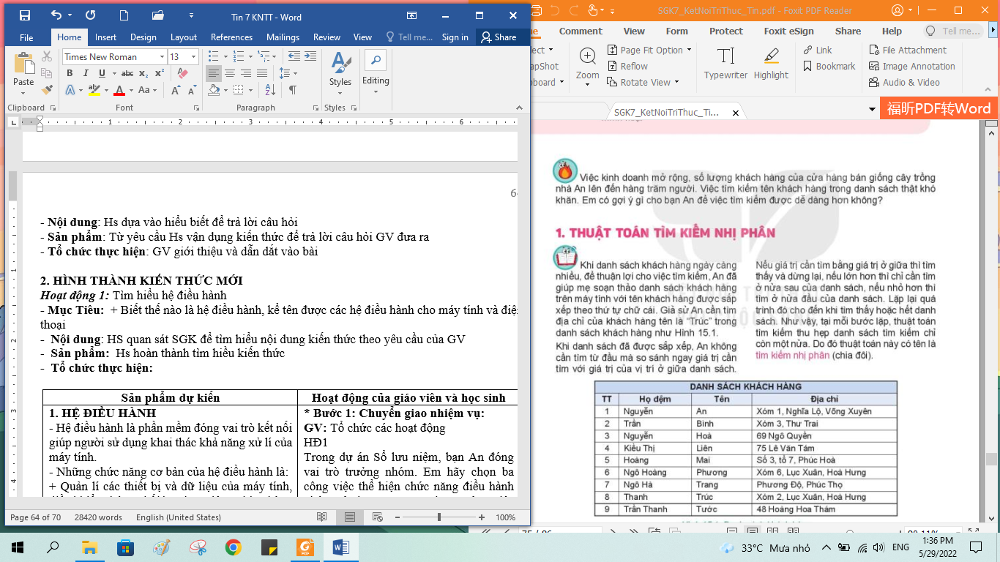 Tin 7 KNTT - Word
File
Home
Insert
Design
Layout
References
Mailings
Review
View
Tell me...
Sign in
Share
Paste
Times New Roman
13
B I U abc x₂ x²
Aa
Styles
Editing
Clipboard
Font
Paragraph
Styles
1 2 3 4 5 6
- Nội dung: Hs dựa vào hiểu biết để trả lời câu hỏi
- Sản phẩm: Từ yêu cầu Hs vận dụng kiến thức để trả lời câu hỏi GV đưa ra
- Tổ chức thực hiện: GV giới thiệu và dẫn dắt vào bài
2. HÌNH THÀNH KIẾN THỨC MỚI
Hoạt động 1: Tìm hiểu hệ điều hành
- Mục Tiêu: + Biết thế nào là hệ điều hành, kể tên được các hệ điều hành cho máy tính và điện
thoại
- Nội dung: HS quan sát SGK để tìm hiểu nội dung kiến thức theo yêu cầu của GV
- Sản phẩm: Hs hoàn thành tìm hiểu kiến thức
- Tổ chức thực hiện:
Sản phẩm dự kiến
1. HỆ ĐIỀU HÀNH
- Hệ điều hành là phần mềm đóng vai trò kết nối
giúp người sử dụng khai thác khả năng xử lí của
máy tính.
- Những chức năng cơ bản của hệ điều hành là:
+ Quản lí các thiết bị và dữ liệu của máy tính,
Hoạt động của giáo viên và học sinh
* Bước 1: Chuyển giao nhiệm vụ:
GV: Tổ chức các hoạt động
HĐ1
Trong dự án Sổ lưu niệm, bạn An đóng
vai trò trưởng nhóm. Em hãy chọn ba
công việc thể hiện chức năng điều hành
Page 64 of 70
28420 words
English (United States)
100%
SGK7_KetNoiTriThuc_Tin.pdf - Foxit PDF Reader
Comment
View
Form
Protect
Foxit eSign
Share
Help
Tell me...
Zoom
Page Fit Option
Reflow
Rotate View
Typewriter
Highlight
Link
Bookmark
File Attachment
Image Annotation
Audio & Video
SGK7_KetNoiTriThuc_Ti...
福昕PDF转Word
Việc kinh doanh mở rộng, số lượng khách hàng của cửa hàng bán giống cây trồng
nhà An lên đến hàng trăm người. Việc tìm kiếm tên khách hàng trong danh sách thật khó
khăn. Em có gợi ý gì cho bạn An để việc tìm kiếm được dễ dàng hơn không?
1. THUẬT TOÁN TÌM KIẾM NHỊ PHÂN
Khi danh sách khách hàng ngày càng
nhiều, để thuận lợi cho việc tìm kiếm, An đã
giúp mẹ soạn thảo danh sách khách hàng
trên máy tính với tên khách hàng được sắp
xếp theo thứ tự chữ cái. Giả sử An cần tìm
địa chỉ của khách hàng tên là "Trúc" trong
danh sách khách hàng như Hình 15.1.
Khi danh sách đã được sắp xếp, An không
cần tìm từ đầu mà so sánh ngay giá trị cần
tìm với giá trị của vị trí ở giữa danh sách.
Nếu giá trị cần tìm bằng giá trị ở giữa thì tìm
thấy và dừng lại, nếu lớn hơn thì chỉ cần tìm
ở nửa sau của danh sách, nếu nhỏ hơn thì
tìm ở nửa đầu của danh sách. Lặp lại quá
trình đó cho đến khi tìm thấy hoặc hết danh
sách. Như vậy, tại mỗi bước lặp, thuật toán
tìm kiếm thu hẹp danh sách tìm kiếm chỉ
còn một nửa. Do đó thuật toán này có tên là
tìm kiếm nhị phân (chia đôi).
DANH SÁCH KHÁCH HÀNG
TT Họ đệm Tên Địa chỉ
1 Nguyễn An Xóm 1, Nghĩa Lộ, Võng Xuyên
2 Trần Bình Xóm 3, Thư Trai
3 Nguyễn Hoà 69 Ngô Quyền
4 Kiều Thị Liên 75 Lê Văn Tám
5 Hoàng Mai Số 3, tổ 7, Phúc Hoà
6 Ngô Hoàng Phương Xóm 6, Lục Xuân, Hoà Hưng
7 Ngô Hà Trang Phương Độ, Phúc Thọ
8 Thanh Trúc Xóm 2, Lục Xuân, Hoà Hưng
9 Trần Thanh Tước 48 Hoàng Hoa Thám
33°C Mưa nhỏ
ENG
1:36 PM
5/29/2022